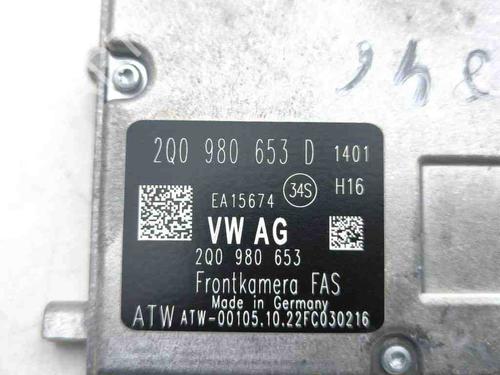 2Q0 980 653 D 1401
EA15674 34S H16
VW AG
2Q0 980 653
Frontkamera FAS
Made in Germany
ATW ATW-00105.10.22FC030216